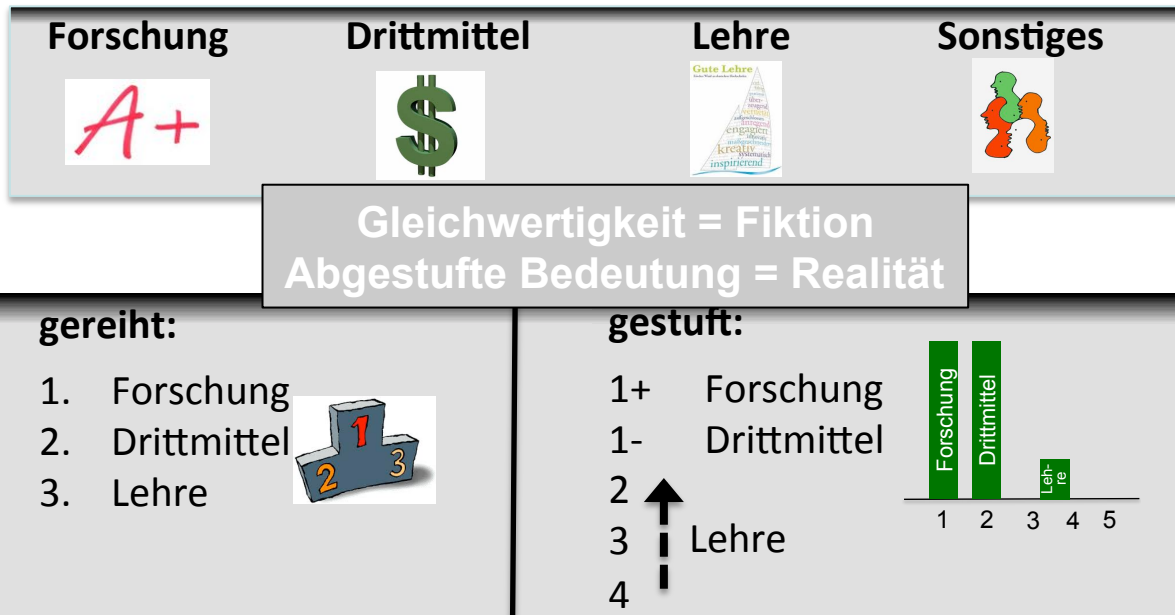 Forschung
Drittmittel
Lehre
Sonstiges
A+
$
Gute Lehre
engagiert
kreativ
systematisch
inspirierend
Gleichwertigkeit = Fiktion
Abgestufte Bedeutung = Realität
gereiht:
1. Forschung
2. Drittmittel
3. Lehre
1
2
3
gestuft:
1+ Forschung
1- Drittmittel
2
3 Lehre
4
Forschung
Drittmittel
Leh-
re
1 2 3 4 5